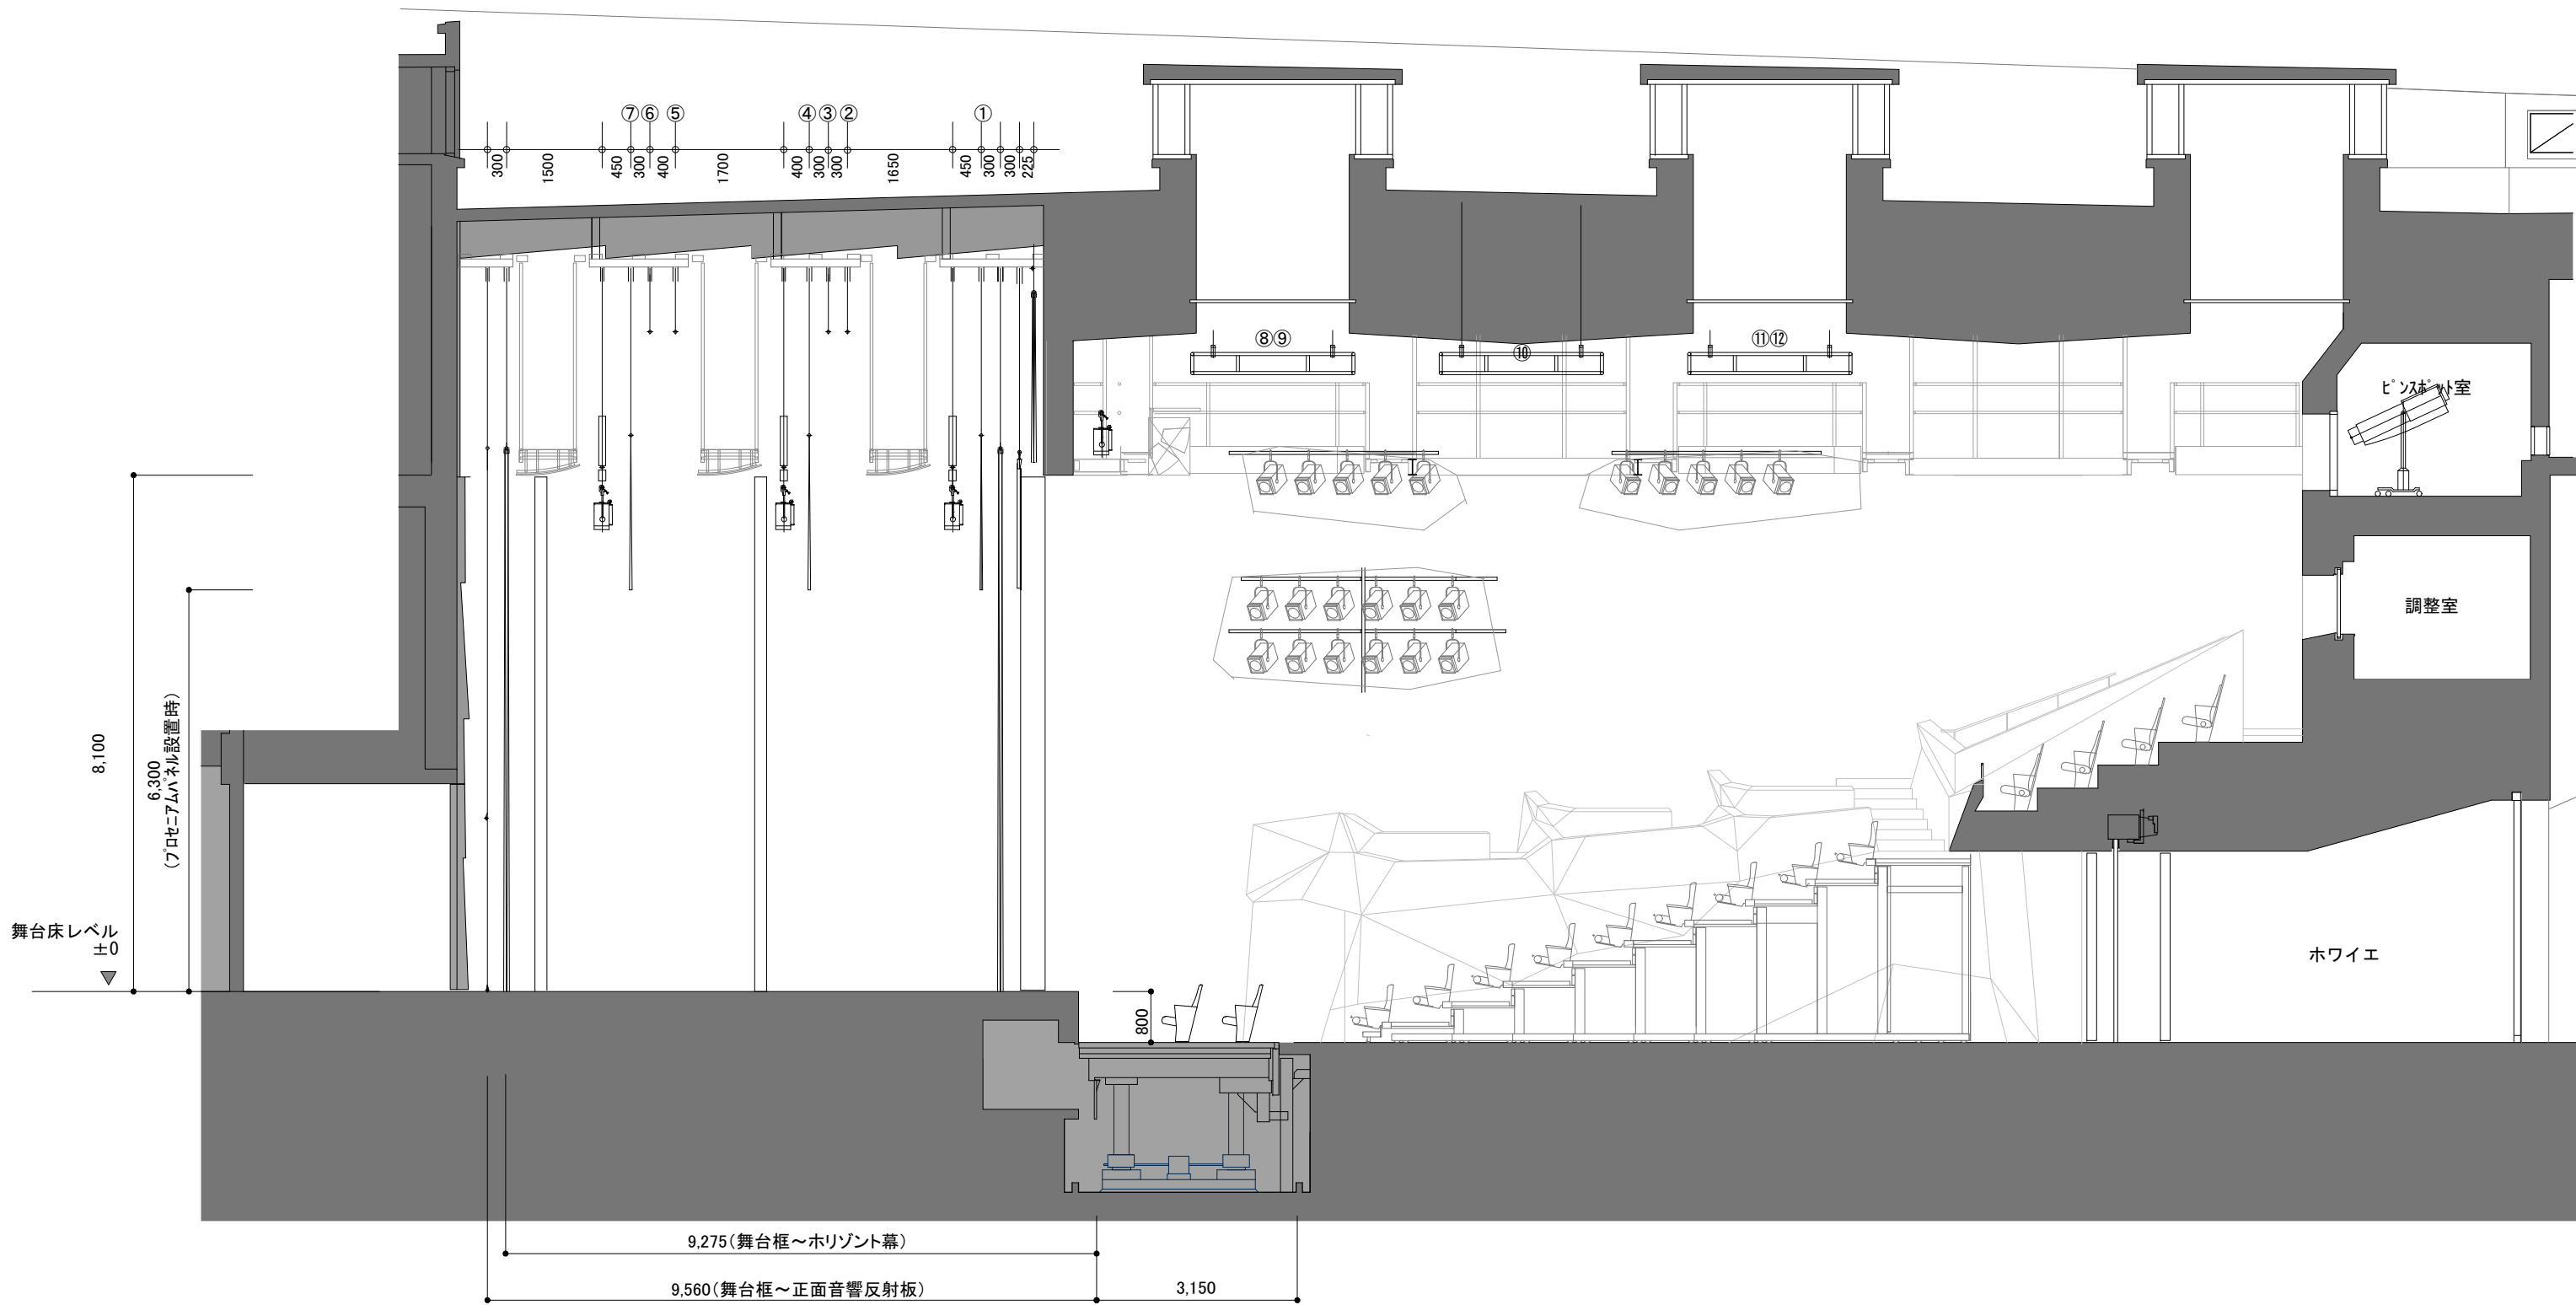 ⑦⑥ ⑤ ④③② ①
300 1500 450 300 400 1700 400 300 300 1650 450 300 300 225
⑧⑨ ⑩ ⑪⑫
ピンスポット室
調整室
8,100
6,300
(プロセニアムパネル設置時)
舞台床レベル
±0
ホワイエ
800
9,275(舞台框～ホリゾント幕)
9,560(舞台框～正面音響反射板) 3,150